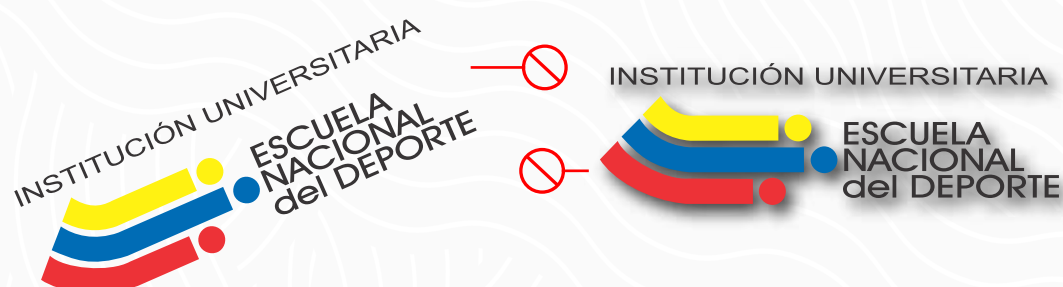 INSTITUCIÓN UNIVERSITARIA
ESCUELA
NACIONAL
del DEPORTE
INSTITUCIÓN UNIVERSITARIA
ESCUELA
NACIONAL
del DEPORTE